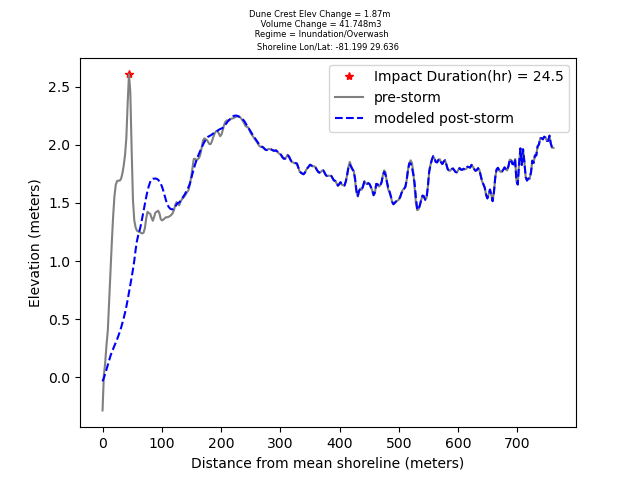 Dune Crest Elev Change = 1.87m
Volume Change = 41.748m3
Regime = Inundation/Overwash
Shoreline Lon/Lat: -81.199 29.636
Impact Duration(hr) = 24.5
pre-storm
modeled post-storm
2.5
2.0
1.5
1.0
0.5
0.0
Elevation (meters)
0 100 200 300 400 500 600 700
Distance from mean shoreline (meters)